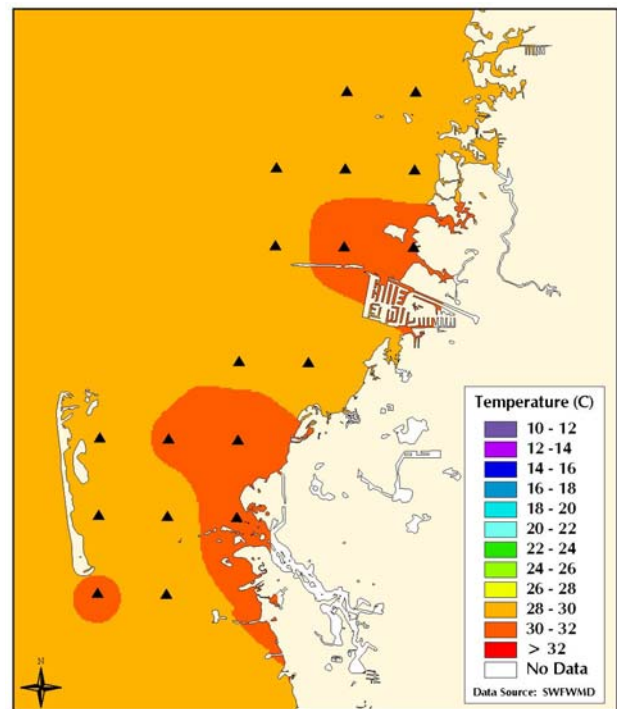 Temperature (C)
10 - 12
12 -14
14 - 16
16 - 18
18 - 20
20 - 22
22 - 24
24 - 26
26 - 28
28 - 30
30 - 32
> 32
No Data
Data Source: SWFWMD
N